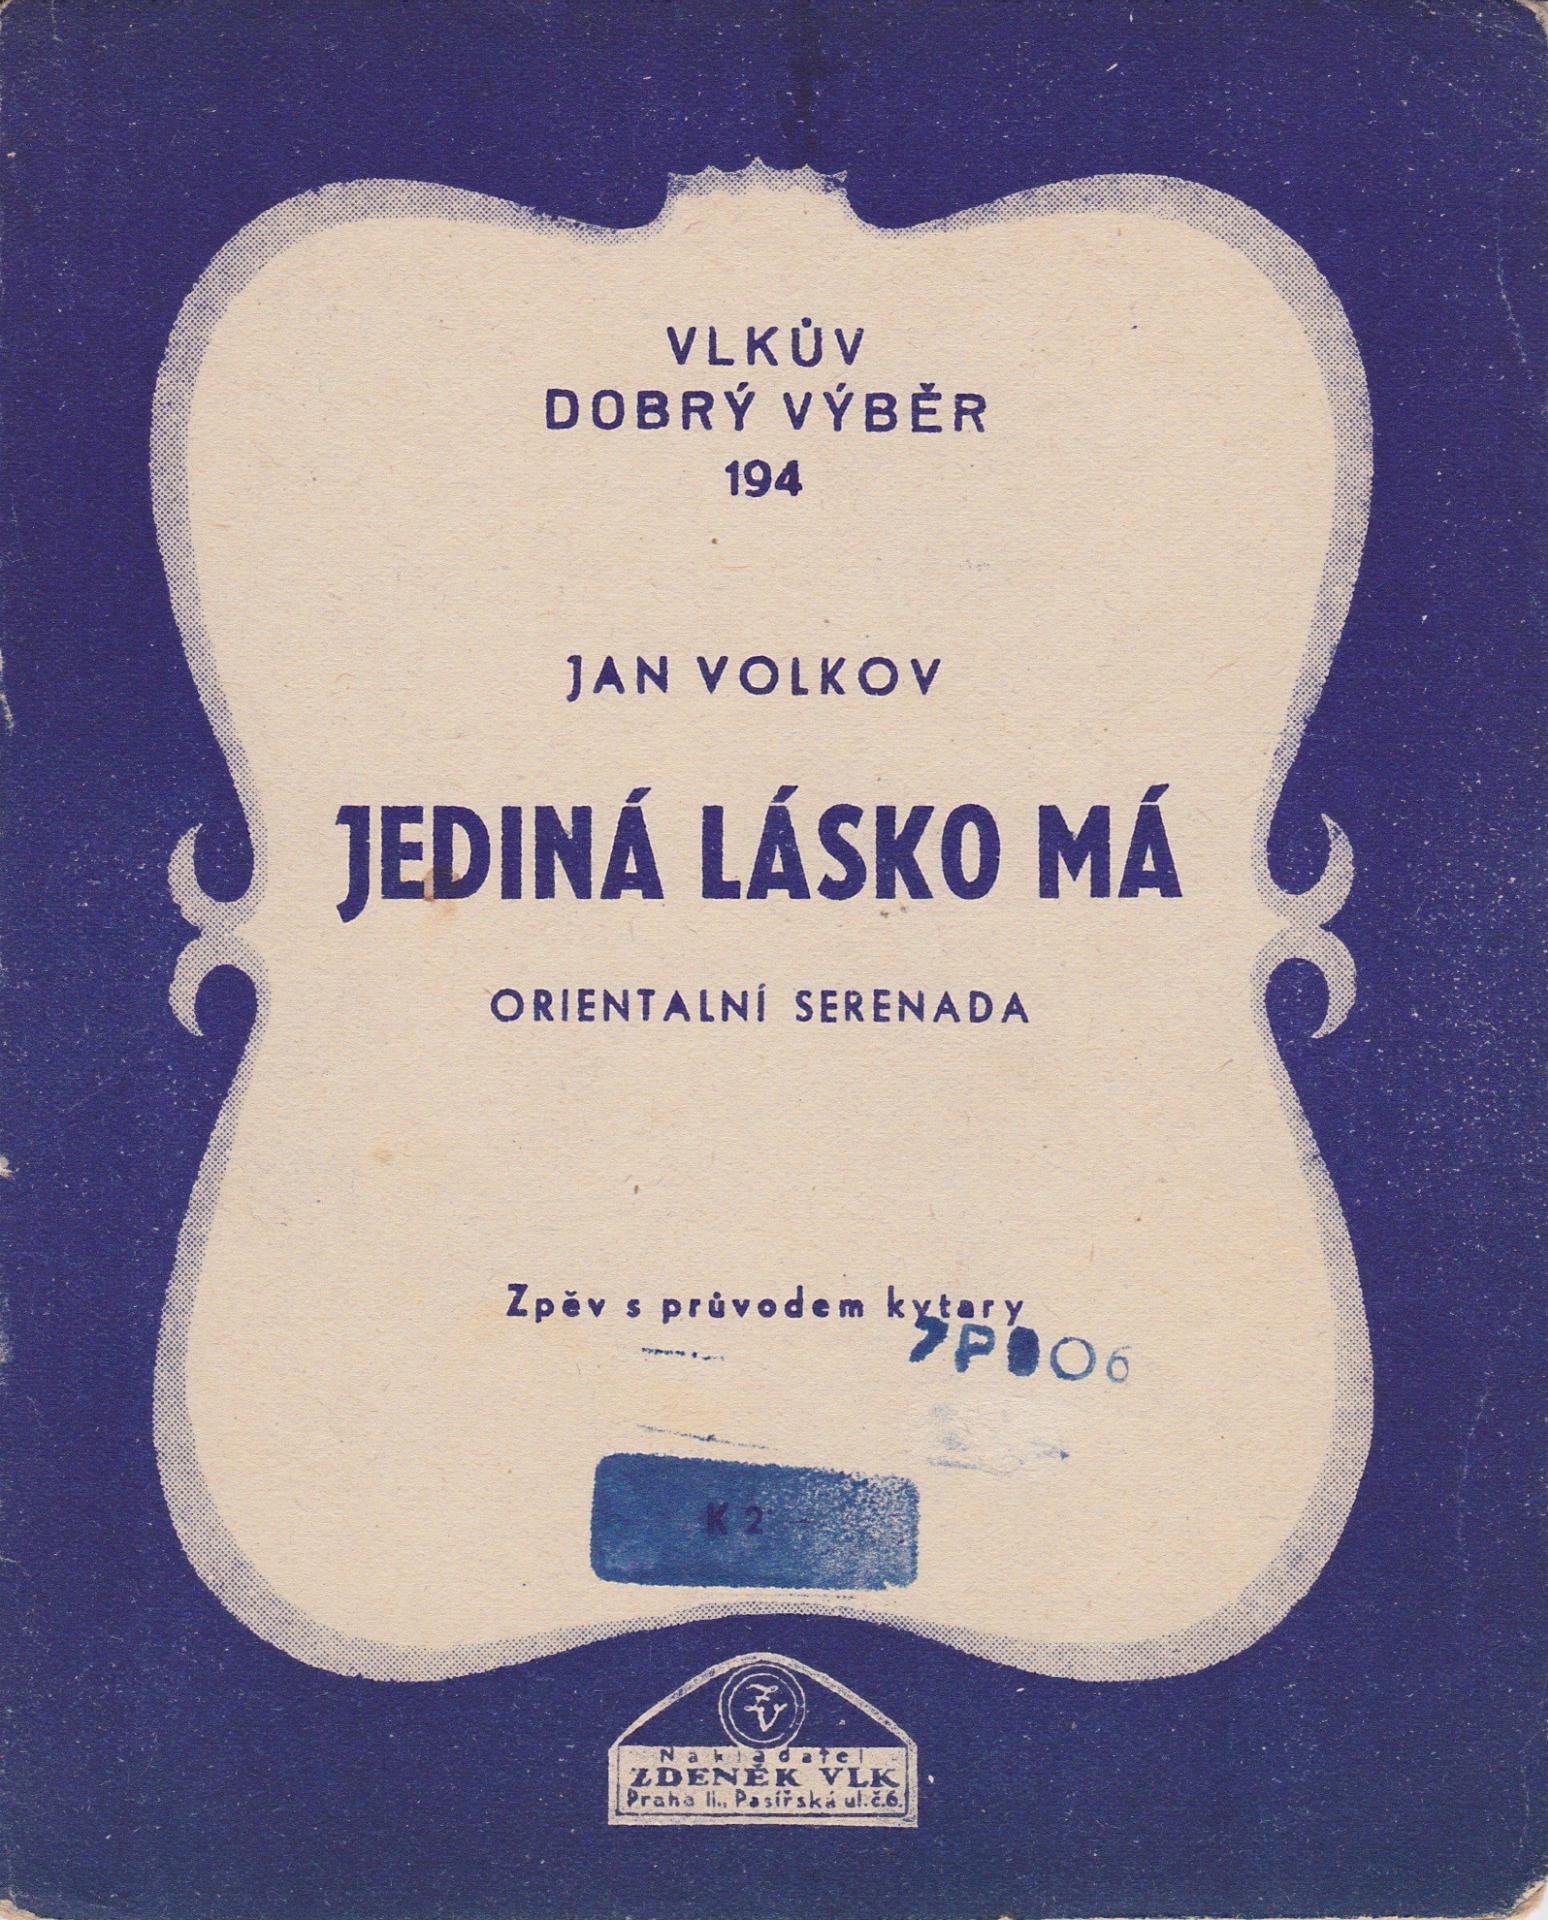 VLKŮV
DOBRÝ VÝBĚR
194
JAN VOLKOV
JEDINÁ LÁSKO MÁ
ORIENTALNÍ SERENADA
Zpěv s průvodem kytary
K 2 —
ZV
Nakladatel
ZDENĚK VLK
Praha II., Pasířská ul.č.6.